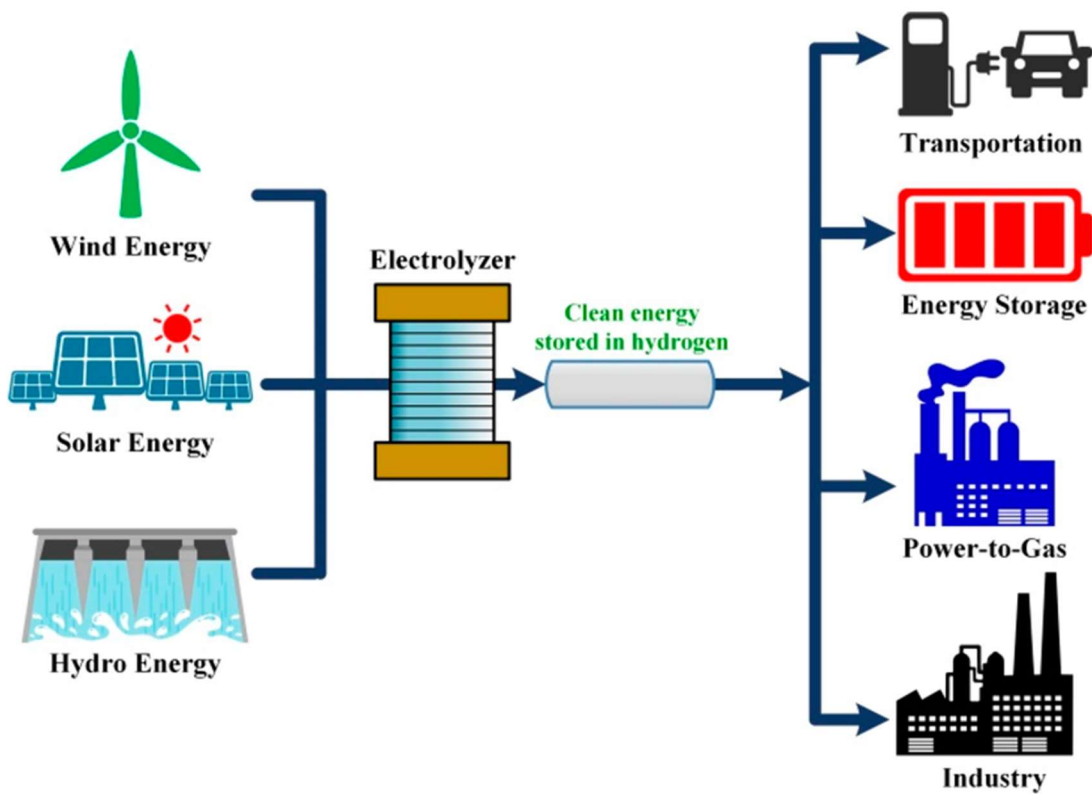 Wind Energy
Solar Energy
Hydro Energy
Electrolyzer
Clean energy
stored in hydrogen
Transportation
Energy Storage
Power-to-Gas
Industry